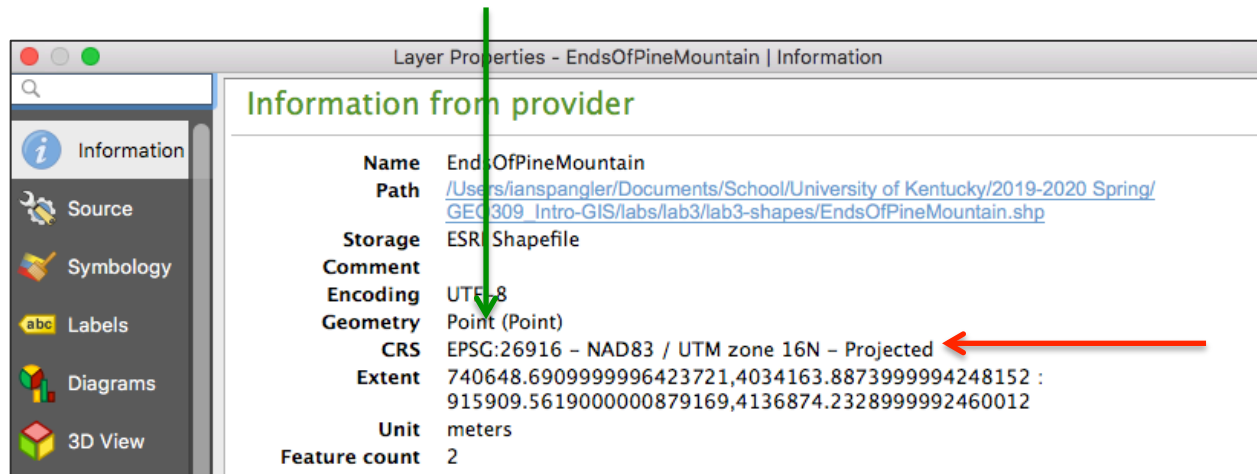 Layer Properties - EndsOfPineMountain | Information
Information from provider
Information
Source
Symbology
abc Labels
Diagrams
3D View
Name EndsOfPineMountain
Path /Users/ianspangler/Documents/School/University of Kentucky/2019-2020 Spring/
GEO309_Intro-GIS/labs/lab3/lab3-shapes/EndsOfPineMountain.shp
Storage ESRI Shapefile
Comment
Encoding UTF-8
Geometry Point (Point)
CRS EPSG:26916 – NAD83 / UTM zone 16N – Projected
Extent 740648.6909999996423721,4034163.8873999994248152 :
915909.5619000000879169,4136874.2328999992460012
Unit meters
Feature count 2